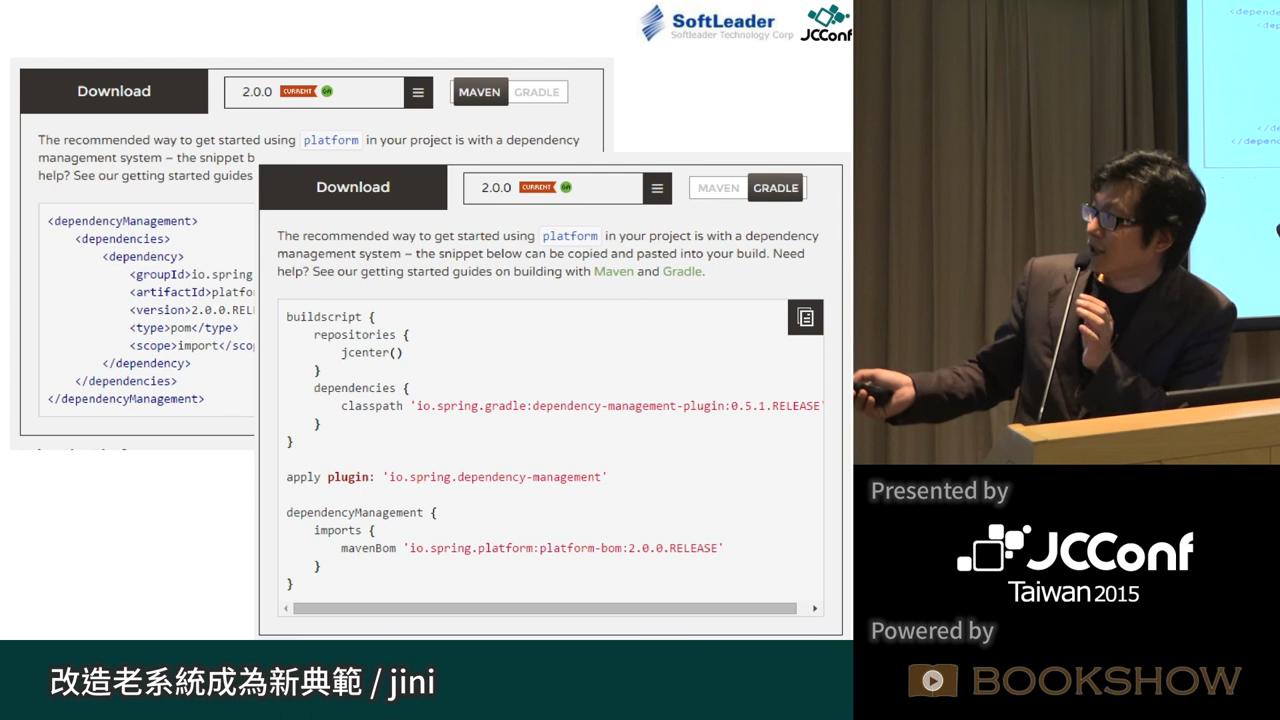 SoftLeader
Softleader Technology Corp
JCConf
Download
2.0.0 CURRENT GA
MAVEN GRADLE
The recommended way to get started using platform in your project is with a dependency
management system – the snippet b
help? See our getting started guides
<dependencyManagement>
<dependencies>
<dependency>
<groupId>io.spring
<artifactId>platfo
<version>2.0.0.REL
<type>pom</type>
<scope>import</sco
</dependency>
</dependencies>
</dependencyManagement>
Download
2.0.0 CURRENT GA
MAVEN GRADLE
The recommended way to get started using platform in your project is with a dependency
management system – the snippet below can be copied and pasted into your build. Need
help? See our getting started guides on building with Maven and Gradle.
buildscript {
repositories {
jcenter()
}
dependencies {
classpath 'io.spring.gradle:dependency-management-plugin:0.5.1.RELEASE'
}
}
apply plugin: 'io.spring.dependency-management'
dependencyManagement {
imports {
mavenBom 'io.spring.platform:platform-bom:2.0.0.RELEASE'
}
}
<depende
<dep
</de
</depend
Presented by
JCConf
Taiwan 2015
Powered by
BOOKSHOW
改造老系統成為新典範 / jini